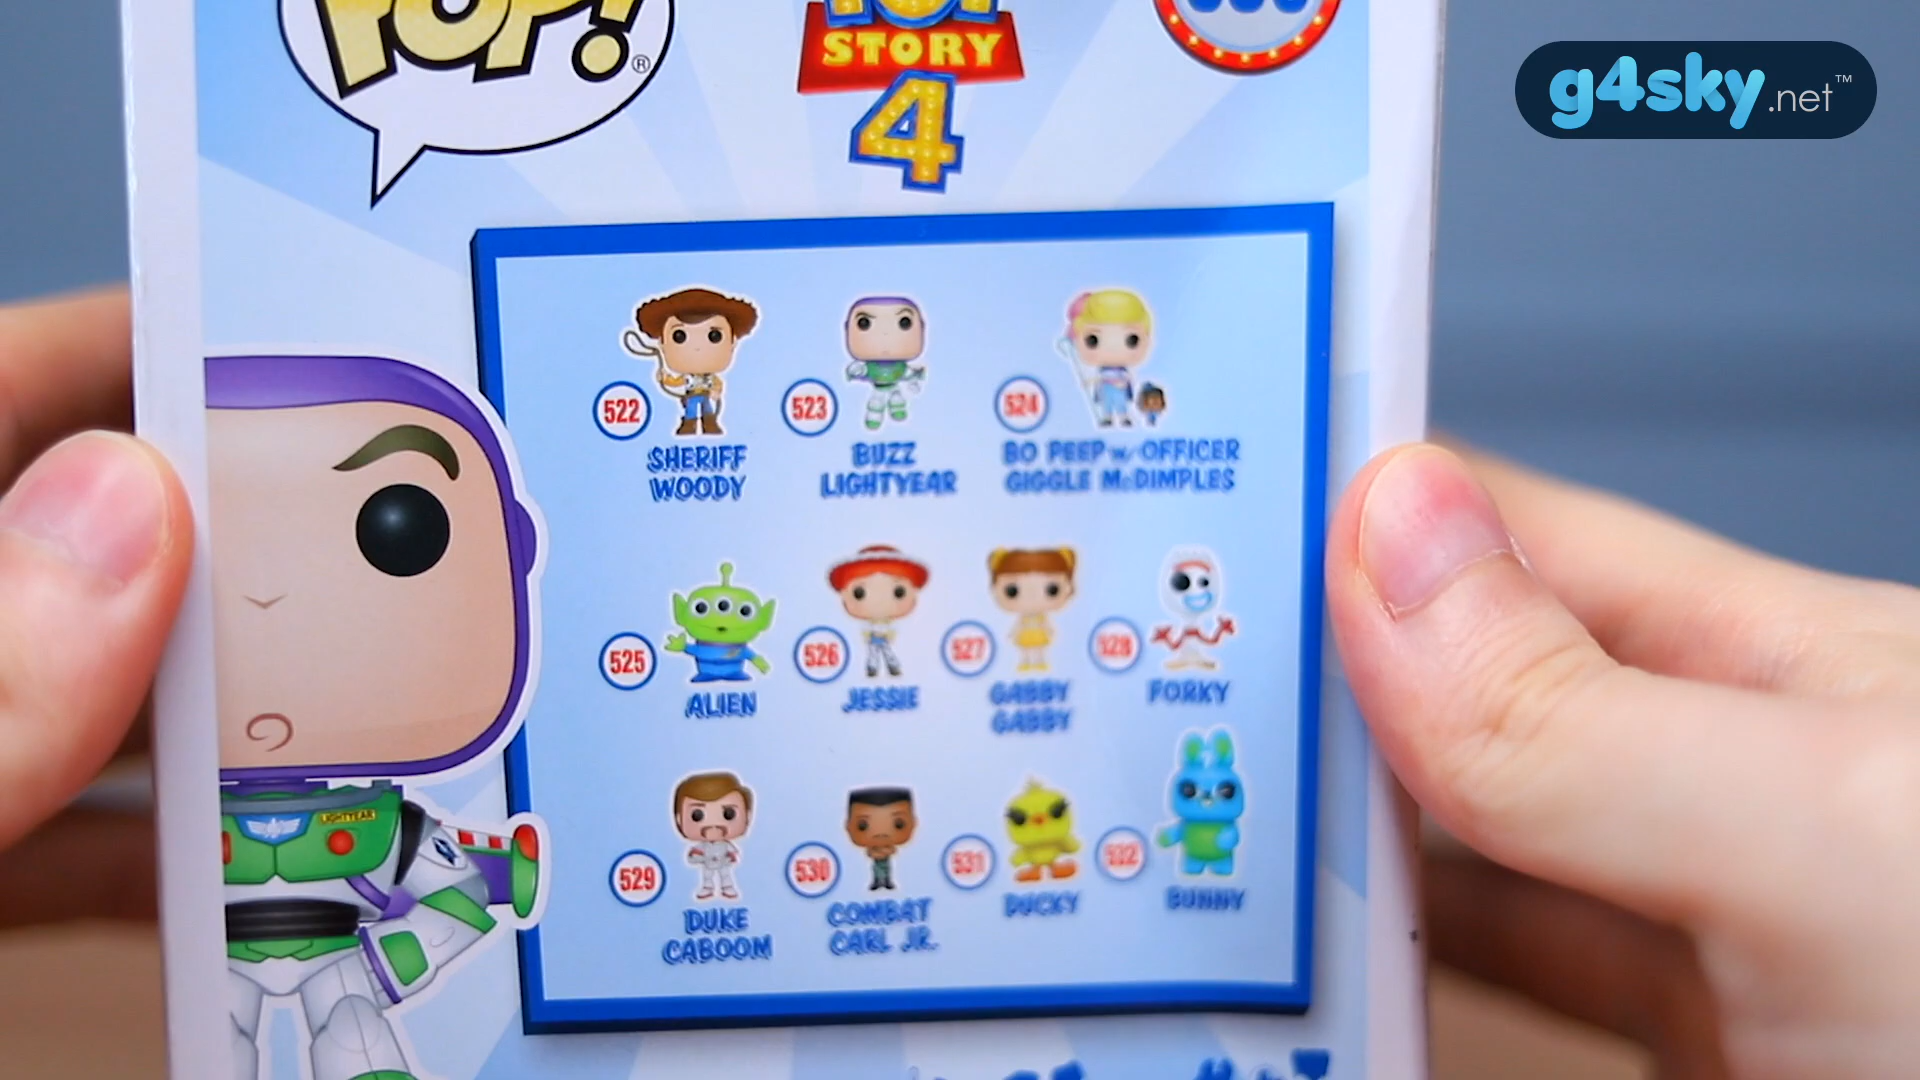 POP!®
TOY
STORY
4
g4sky.net™
522
SHERIFF
WOODY
523
BUZZ
LIGHTYEAR
524
BO PEEP w/ OFFICER
GIGGLE McDIMPLES
525
ALIEN
526
JESSIE
527
GABBY
GABBY
528
FORKY
529
DUKE
CABOOM
530
COMBAT
CARL JR.
531
DUCKY
532
BUNNY
LIGHTYEAR